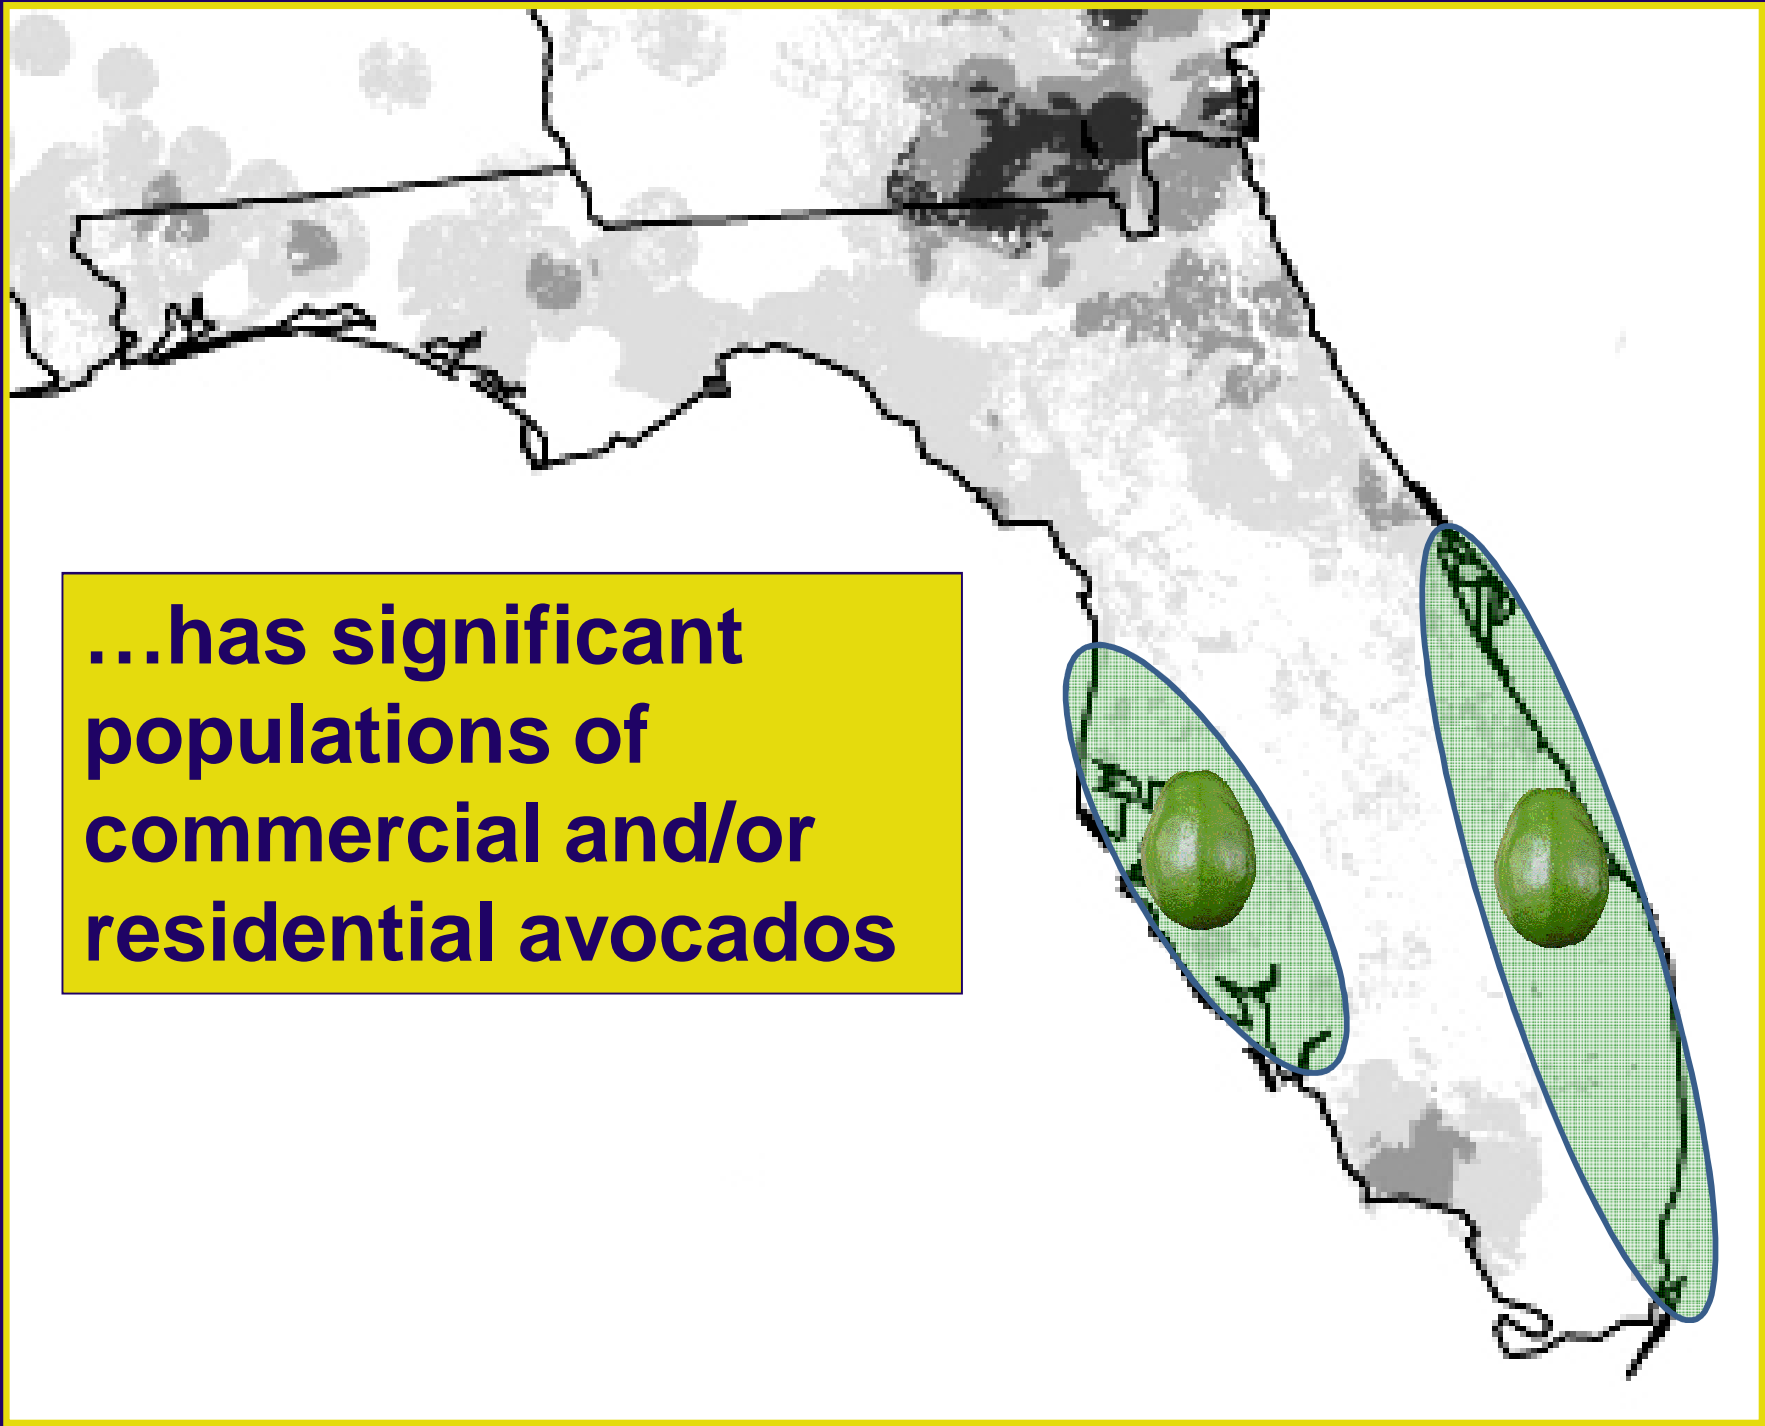 …has significant
populations of
commercial and/or
residential avocados